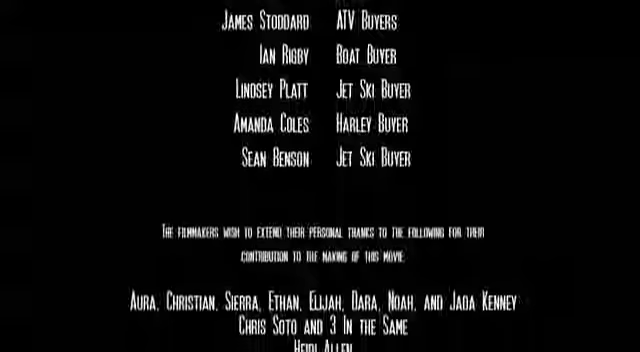 James Stoddard ATV Buyers
Ian Rigby Boat Buyer
Lindsey Platt Jet Ski Buyer
Amanda Coles Harley Buyer
Sean Benson Jet Ski Buyer
The filmmakers wish to extend their personal thanks to the following for their
contribution to the making of this movie
Aura, Christian, Sierra, Ethan, Elijah, Dara, Noah, and Jada Kenney
Chris Soto and 3 In the Same
Heidi Allen